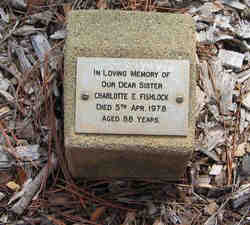 IN LOVING MEMORY OF
OUR DEAR SISTER
CHARLOTTE E. FISHLOCK
DIED 5TH APR. 1978
AGED 88 YEARS.